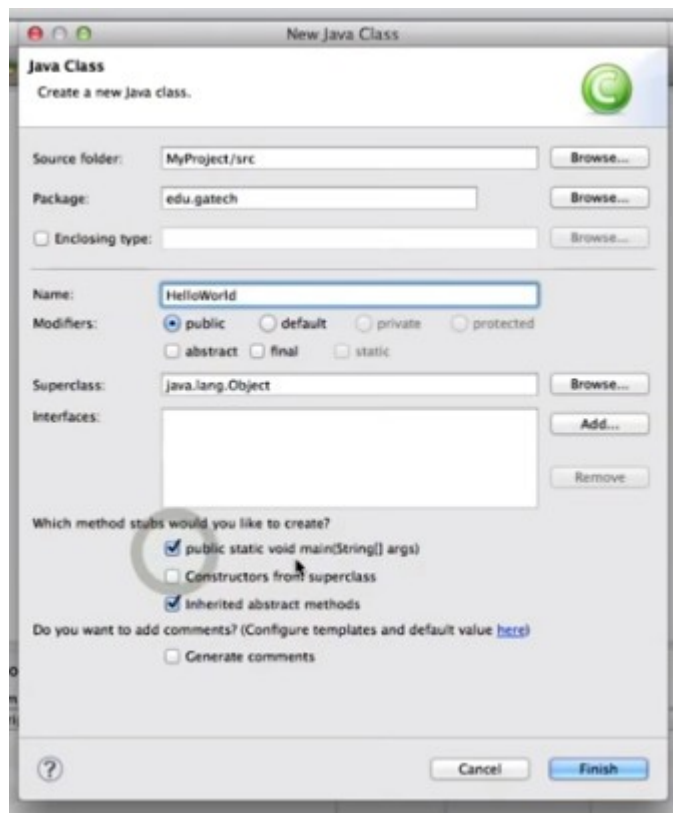 New Java Class
Java Class
Create a new Java class.
C
Source folder: MyProject/src Browse...
Package: edu.gatech Browse...
Enclosing type: Browse...
Name: HelloWorld
Modifiers: public default private protected
abstract final static
Superclass: java.lang.Object Browse...
Interfaces: Add...
Remove
Which method stubs would you like to create?
public static void main(String[] args)
Constructors from superclass
Inherited abstract methods
Do you want to add comments? (Configure templates and default value here)
Generate comments
? Cancel Finish